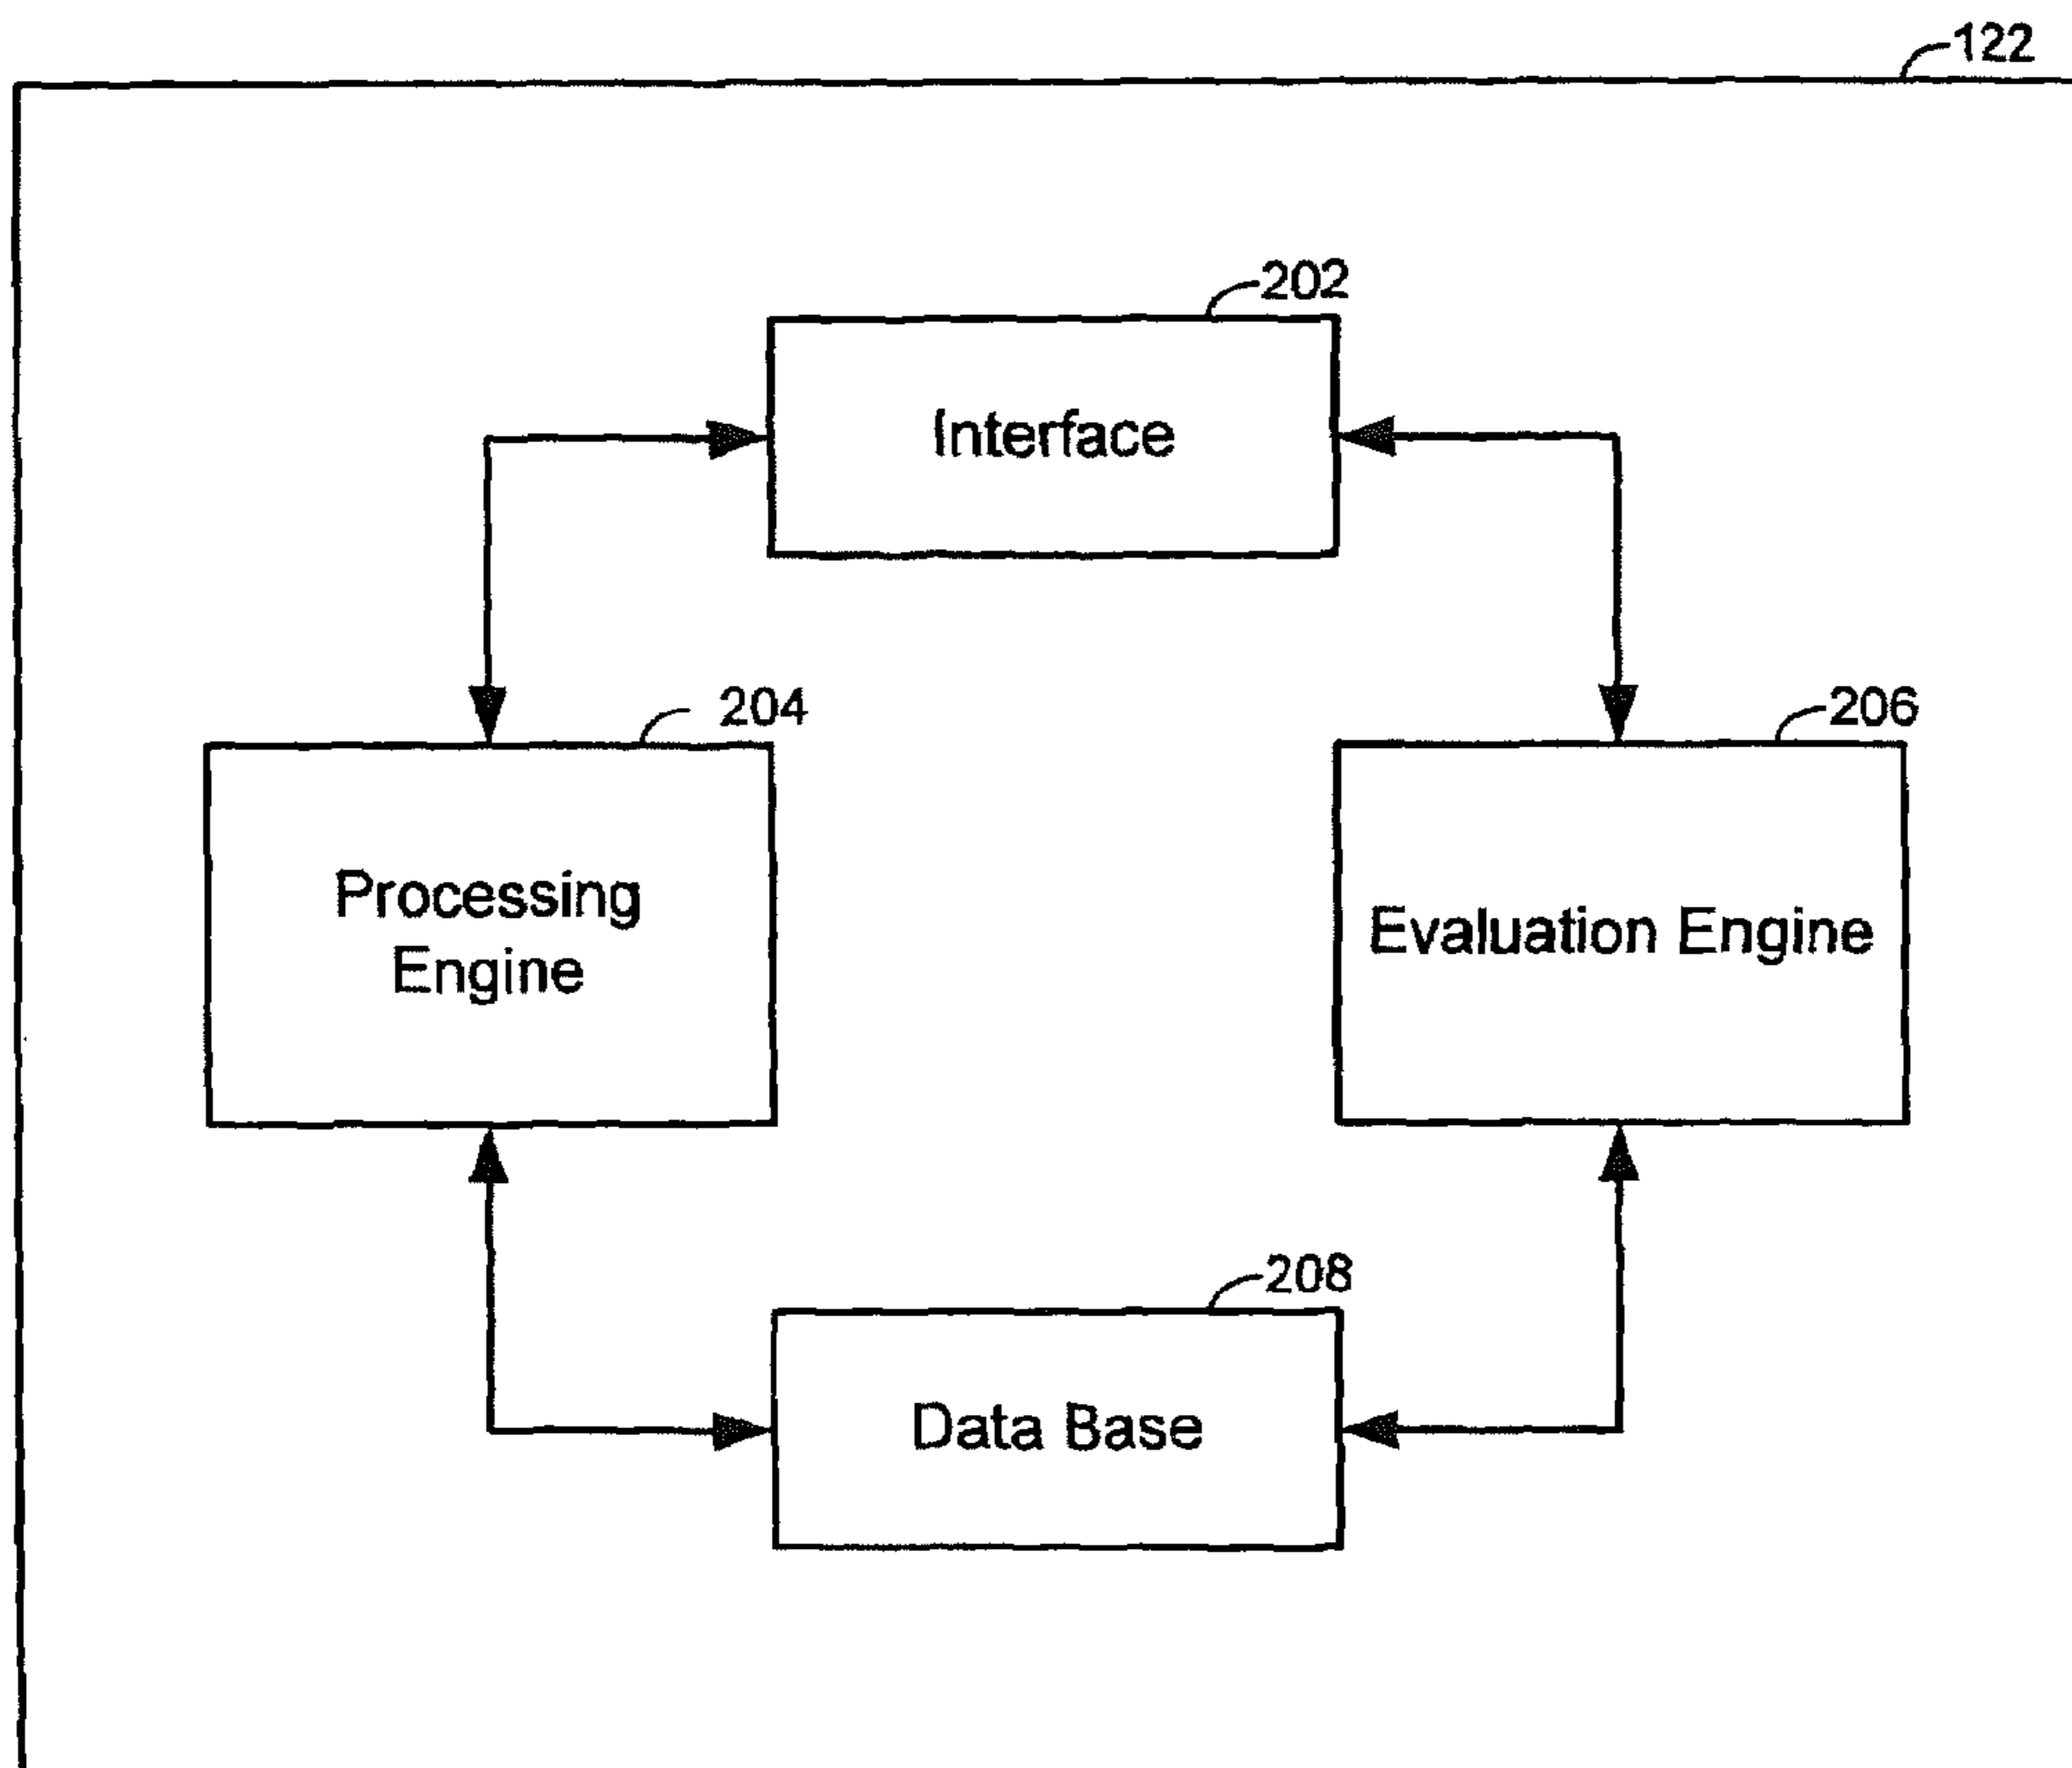 122
202
Interface
204
206
Processing
Engine
Evaluation Engine
208
Data Base